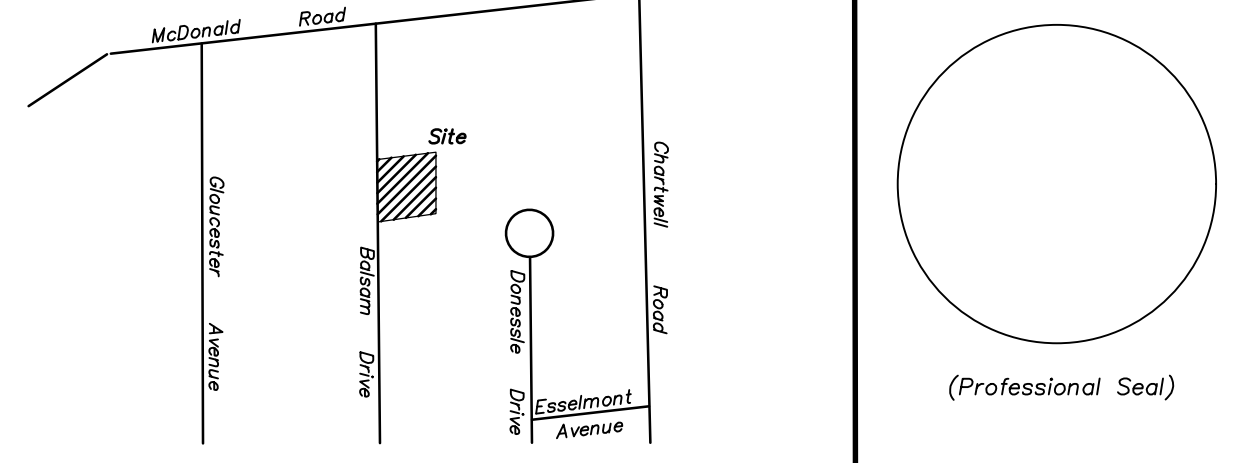 McDonald Road
Site
Gloucester Avenue
Balsam Drive
Donessle Drive
Chartwell Road
Esselmont
Avenue
(Professional Seal)